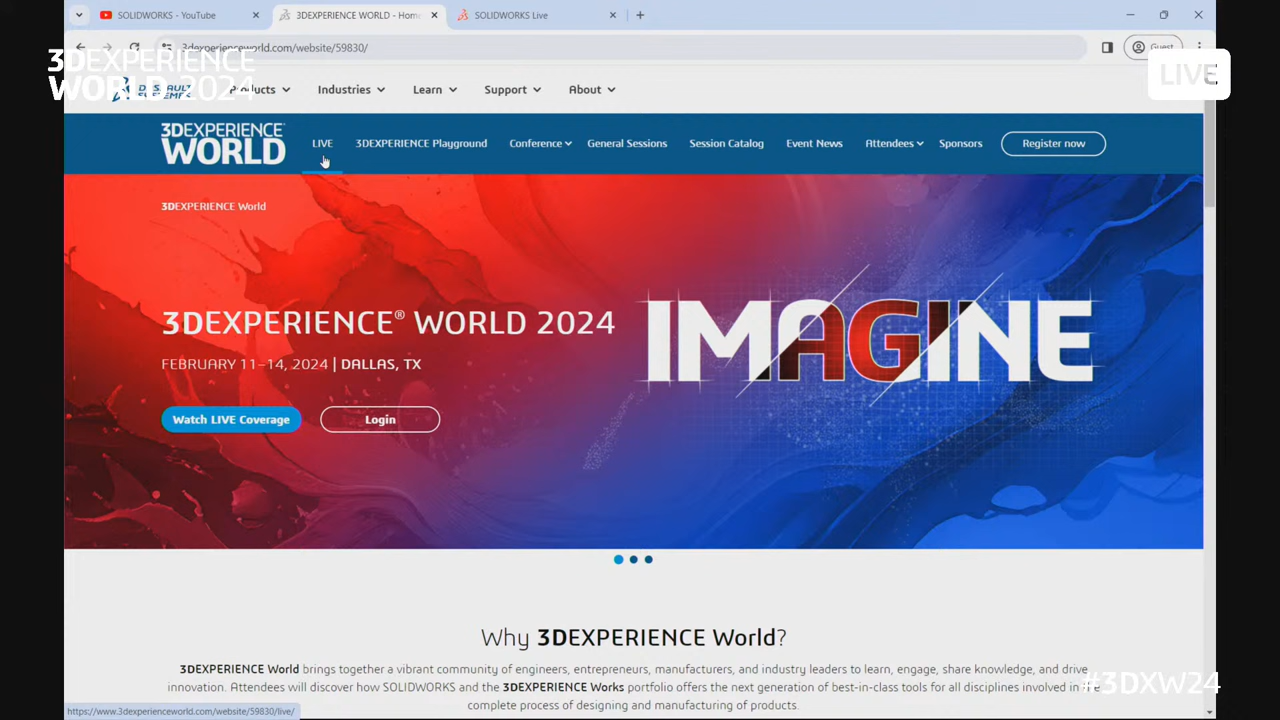 SOLIDWORKS - YouTube
3DEXPERIENCE WORLD - Home
SOLIDWORKS Live
3dexperienceworld.com/website/59830/
Guest
3DEXPERIENCE
WORLD 2024
LIVE
DASSAULT
SYSTEMES
Products
Industries
Learn
Support
About
3DEXPERIENCE
WORLD
LIVE
3DEXPERIENCE Playground
Conference
General Sessions
Session Catalog
Event News
Attendees
Sponsors
Register now
3DEXPERIENCE World
3DEXPERIENCE® WORLD 2024
FEBRUARY 11–14, 2024 | DALLAS, TX
Watch LIVE Coverage
Login
IMAGINE
Why 3DEXPERIENCE World?
3DEXPERIENCE World brings together a vibrant community of engineers, entrepreneurs, manufacturers, and industry leaders to learn, engage, share knowledge, and drive
innovation. Attendees will discover how SOLIDWORKS and the 3DEXPERIENCE Works portfolio offers the next generation of best-in-class tools for all disciplines involved in the
complete process of designing and manufacturing of products.
#3DXW24
https://www.3dexperienceworld.com/website/59830/live/